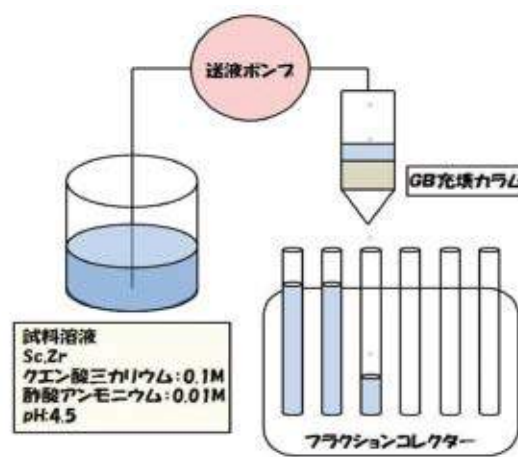 送液ポンプ
GB充填カラム
試料溶液
Sc,Zr
クエン酸三カリウム:0.1M
酢酸アンモニウム:0.01M
pH:4.5
フラクションコレクター